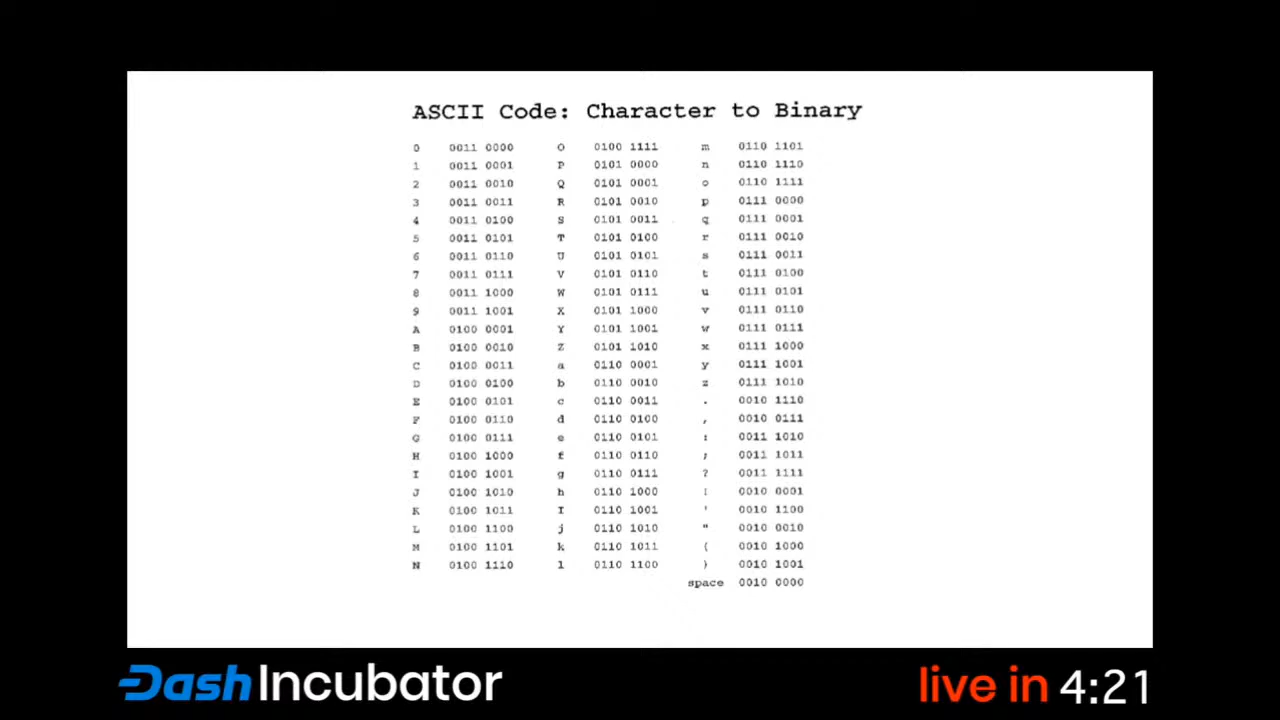 ASCII Code: Character to Binary
0 0011 0000 O 0100 1111 m 0110 1101
1 0011 0001 P 0101 0000 n 0110 1110
2 0011 0010 Q 0101 0001 o 0110 1111
3 0011 0011 R 0101 0010 p 0111 0000
4 0011 0100 S 0101 0011 q 0111 0001
5 0011 0101 T 0101 0100 r 0111 0010
6 0011 0110 U 0101 0101 s 0111 0011
7 0011 0111 V 0101 0110 t 0111 0100
8 0011 1000 W 0101 0111 u 0111 0101
9 0011 1001 X 0101 1000 v 0111 0110
A 0100 0001 Y 0101 1001 w 0111 0111
B 0100 0010 Z 0101 1010 x 0111 1000
C 0100 0011 a 0110 0001 y 0111 1001
D 0100 0100 b 0110 0010 z 0111 1010
E 0100 0101 c 0110 0011 . 0010 1110
F 0100 0110 d 0110 0100 , 0010 0111
G 0100 0111 e 0110 0101 : 0011 1010
H 0100 1000 f 0110 0110 ; 0011 1011
I 0100 1001 g 0110 0111 ? 0011 1111
J 0100 1010 h 0110 1000 ! 0010 0001
K 0100 1011 I 0110 1001 ' 0010 1100
L 0100 1100 j 0110 1010 " 0010 0010
M 0100 1101 k 0110 1011 ( 0010 1000
N 0100 1110 l 0110 1100 ) 0010 1001
space 0010 0000
Dash Incubator
live in 4:21